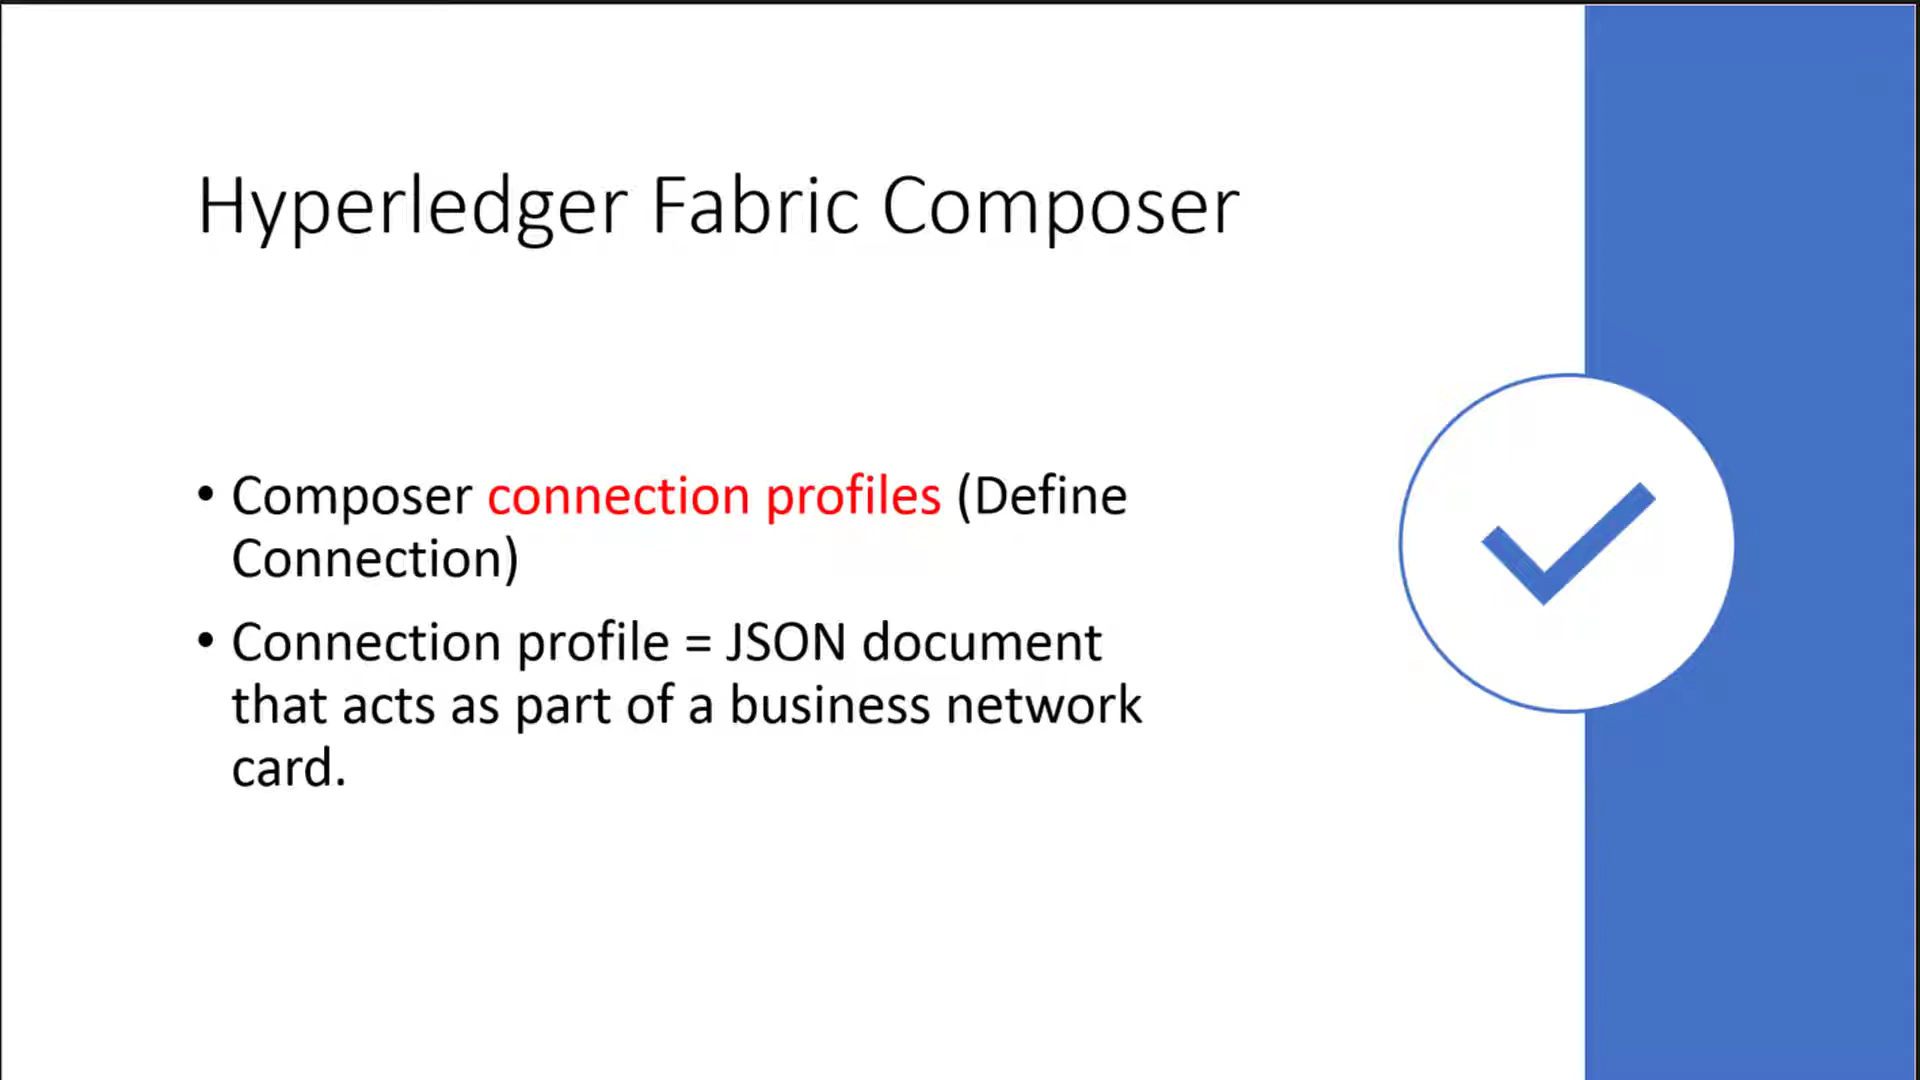 Hyperledger Fabric Composer
• Composer connection profiles (Define
Connection)
• Connection profile = JSON document
that acts as part of a business network
card.